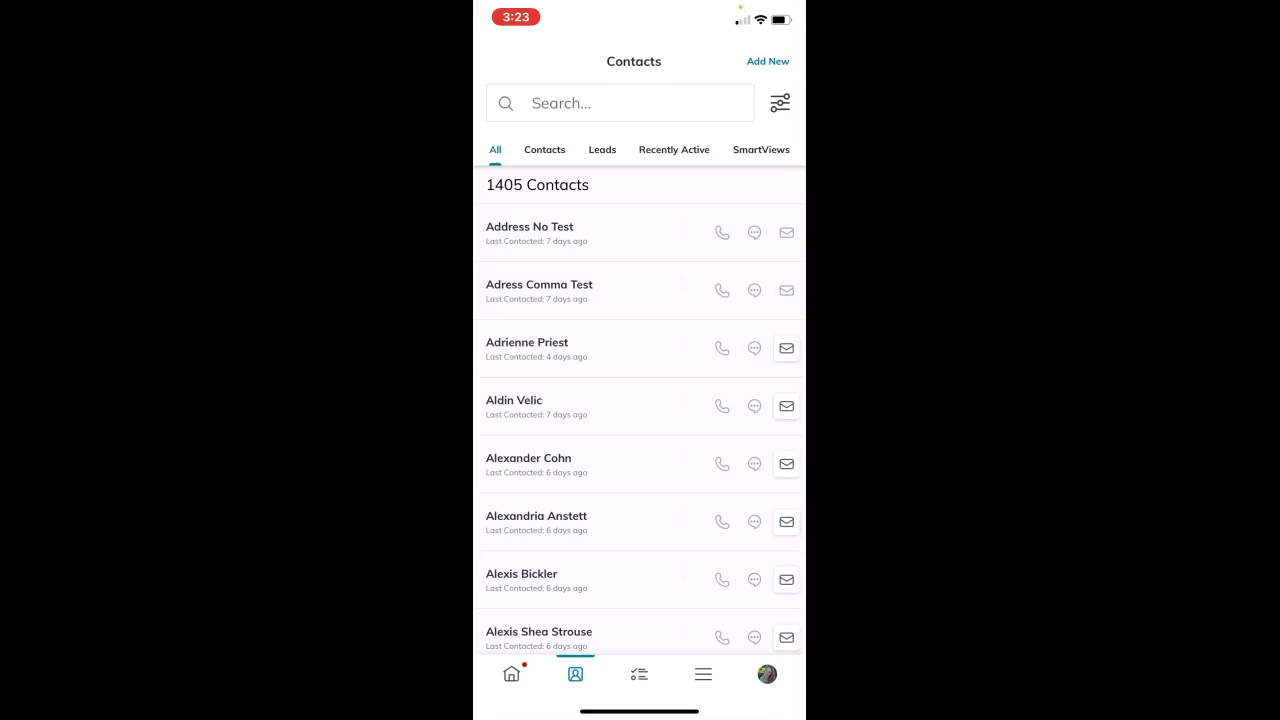 3:23
Contacts
Add New
Search...
All Contacts Leads Recently Active SmartViews
1405 Contacts
Address No Test
Last Contacted: 7 days ago
Adress Comma Test
Last Contacted: 7 days ago
Adrienne Priest
Last Contacted: 4 days ago
Aldin Velic
Last Contacted: 7 days ago
Alexander Cohn
Last Contacted: 6 days ago
Alexandria Anstett
Last Contacted: 6 days ago
Alexis Bickler
Last Contacted: 6 days ago
Alexis Shea Strouse
Last Contacted: 6 days ago